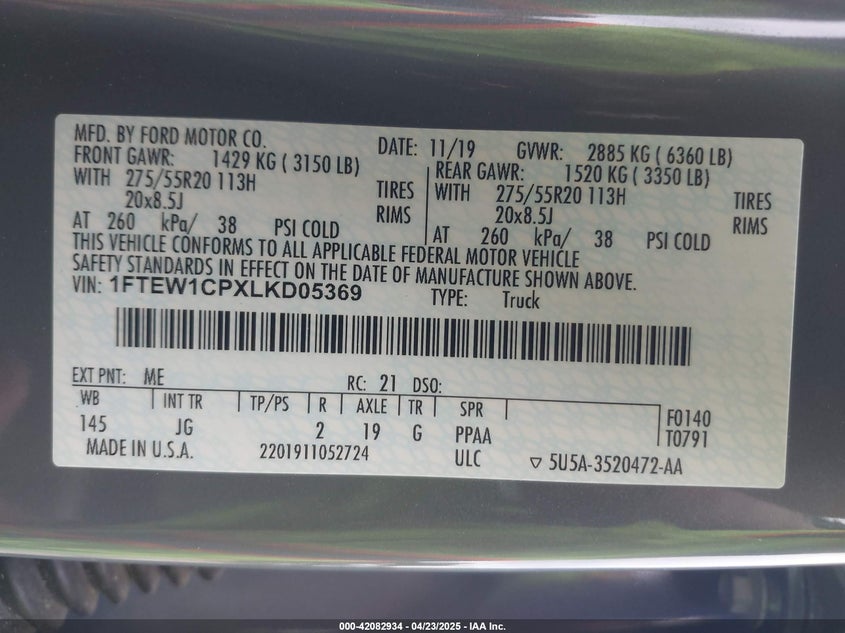 MFD. BY FORD MOTOR CO.
DATE: 11/19 GVWR: 2885 KG ( 6360 LB)
FRONT GAWR: 1429 KG ( 3150 LB)
REAR GAWR: 1520 KG ( 3350 LB)
WITH 275/55R20 113H TIRES
WITH 275/55R20 113H TIRES
20x8.5J RIMS
20x8.5J RIMS
AT 260 kPa/ 38 PSI COLD
AT 260 kPa/ 38 PSI COLD
THIS VEHICLE CONFORMS TO ALL APPLICABLE FEDERAL MOTOR VEHICLE
SAFETY STANDARDS IN EFFECT ON THE DATE OF MANUFACTURE SHOWN ABOVE.
VIN: 1FTEW1CPXLKD05369 TYPE: Truck
EXT PNT: ME RC: 21 DSO:
WB INT TR TP/PS R AXLE TR SPR
145 JG 2 19 G PPAA
F0140
T0791
MADE IN U.S.A. 2201911052724 ULC ▽ 5U5A-3520472-AA
000-42082934 - 04/23/2025 - IAA Inc.